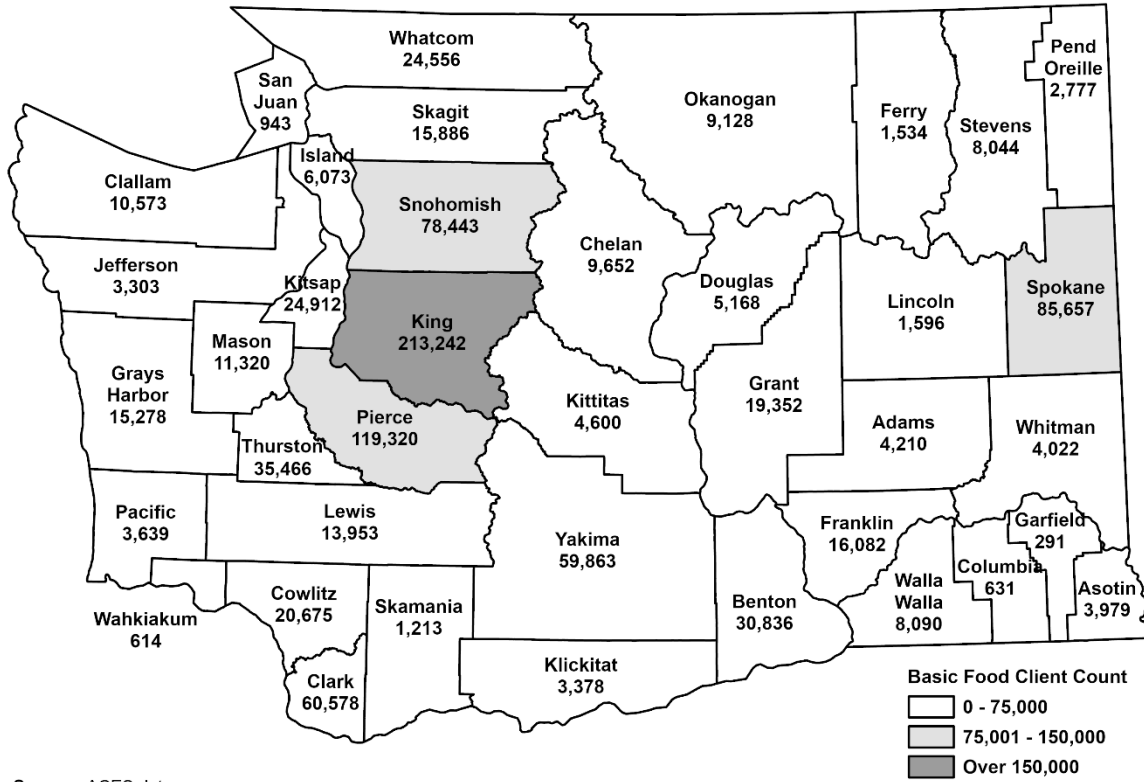 Whatcom
24,556
San
Juan
943
Skagit
15,886
Okanogan
9,128
Ferry
1,534
Stevens
8,044
Pend
Oreille
2,777
Clallam
10,573
Island
6,073
Snohomish
78,443
Chelan
9,652
Douglas
5,168
Lincoln
1,596
Spokane
85,657
Jefferson
3,303
Kitsap
24,912
King
213,242
Mason
11,320
Grays
Harbor
15,278
Kittitas
4,600
Grant
19,352
Adams
4,210
Whitman
4,022
Pierce
119,320
Thurston
35,466
Pacific
3,639
Lewis
13,953
Yakima
59,863
Franklin
16,082
Garfield
291
Columbia
631
Walla
Walla
8,090
Asotin
3,979
Wahkiakum
614
Cowlitz
20,675
Skamania
1,213
Benton
30,836
Clark
60,578
Klickitat
3,378
Basic Food Client Count
0 - 75,000
75,001 - 150,000
Over 150,000